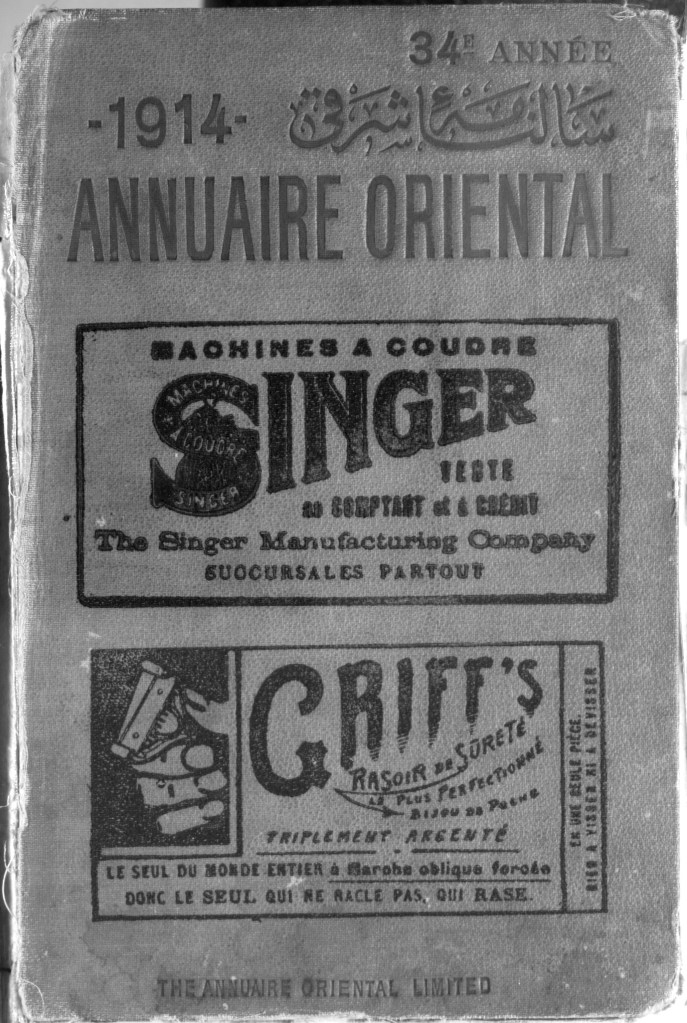 34E ANNÉE
-1914- سالنامهٔ شرقی
ANNUAIRE ORIENTAL
MACHINES A COUDRE
SINGER
MACHINES
A COUDRE
SINGER
VENTE
au COMPTANT et à CRÉDIT
The Singer Manufacturing Company
SUCCURSALES PARTOUT
GRIFF'S
RASOIR DE SÛRETÉ
LE PLUS PERFECTIONNÉ
BIJOU DE POCHE
TRIPLEMENT ARGENTÉ
EN UNE SEULE PIÈCE.
RIEN A VISSER NI A DÉVISSER
LE SEUL DU MONDE ENTIER à Marche oblique forcée
DONC LE SEUL QUI NE RACLE PAS, QUI RASE.
THE ANNUAIRE ORIENTAL LIMITED